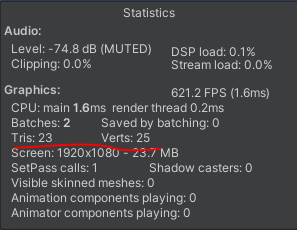 Statistics
Audio:
Level: -74.8 dB (MUTED) DSP load: 0.1%
Clipping: 0.0% Stream load: 0.0%
Graphics: 621.2 FPS (1.6ms)
CPU: main 1.6ms render thread 0.2ms
Batches: 2 Saved by batching: 0
Tris: 23 Verts: 25
Screen: 1920x1080 - 23.7 MB
SetPass calls: 1 Shadow casters: 0
Visible skinned meshes: 0
Animation components playing: 0
Animator components playing: 0